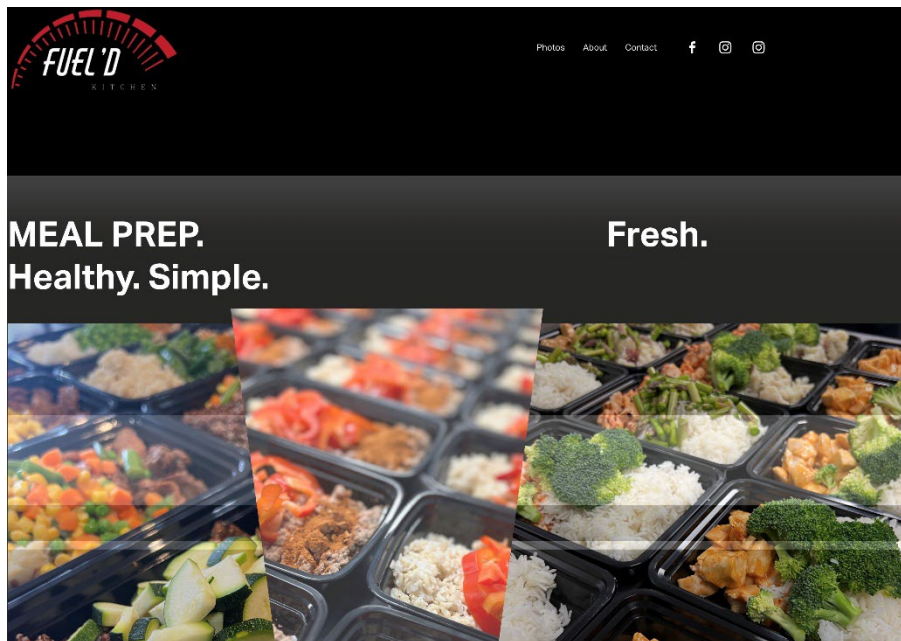 FUEL'D
KITCHEN
Photos About Contact
MEAL PREP. Fresh.
Healthy. Simple.